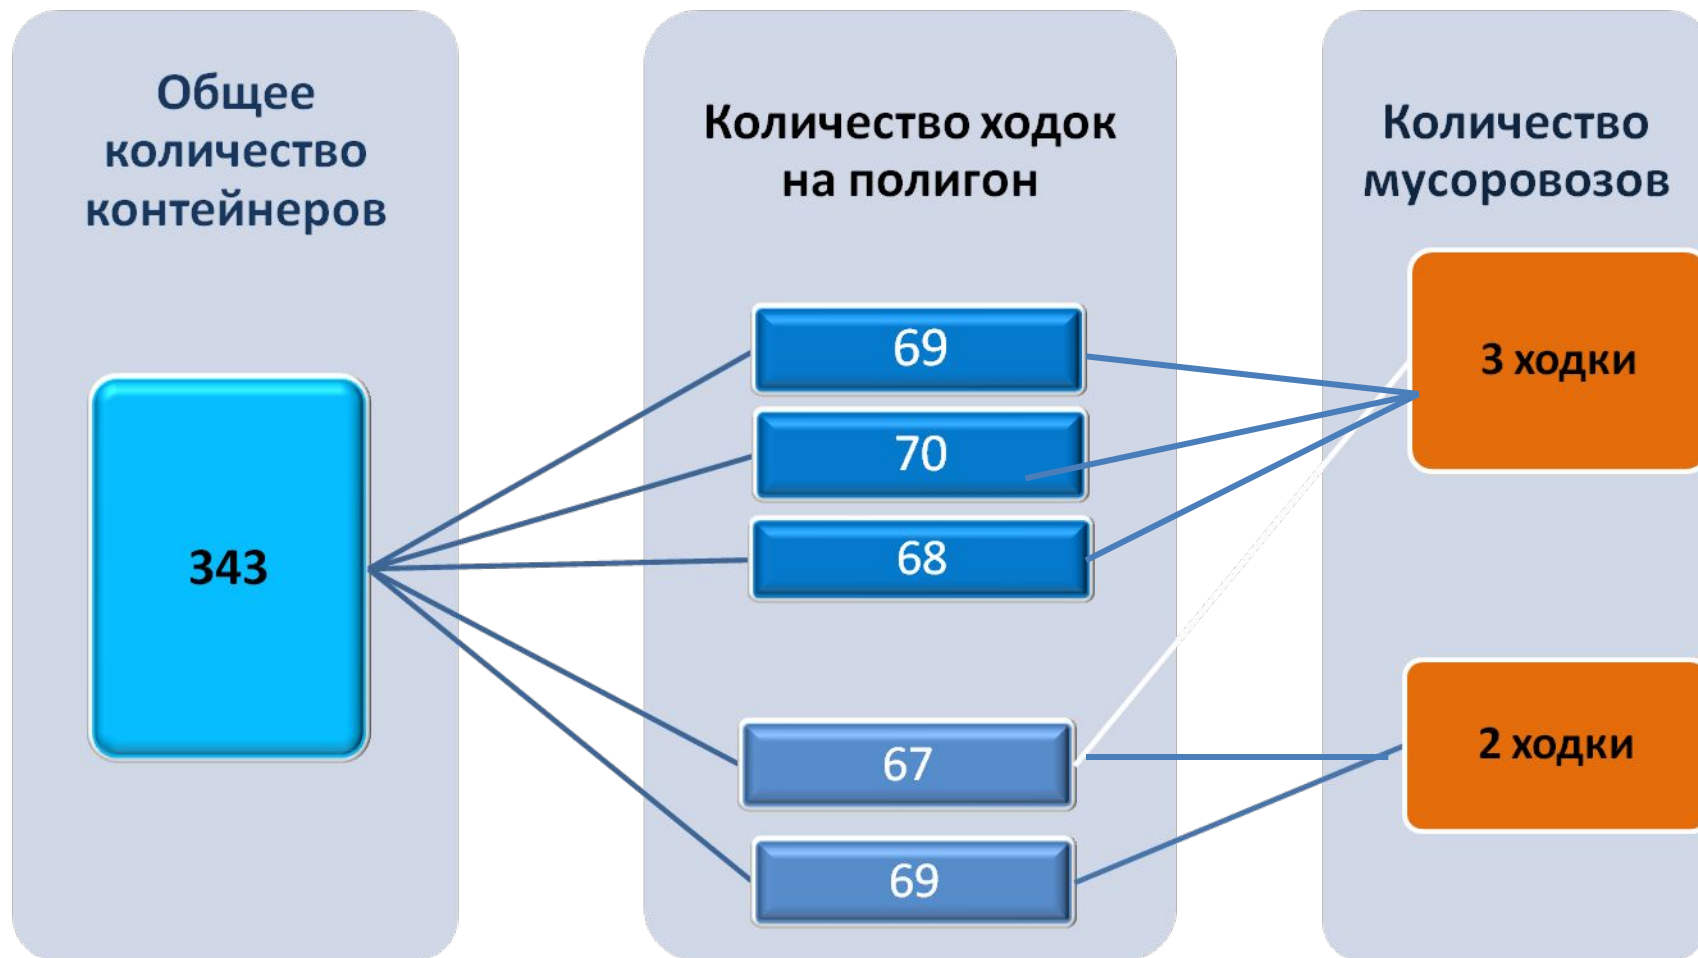 Общее
количество
контейнеров
343
Количество ходок
на полигон
69
70
68
67
69
Количество
мусоровозов
3 ходки
2 ходки